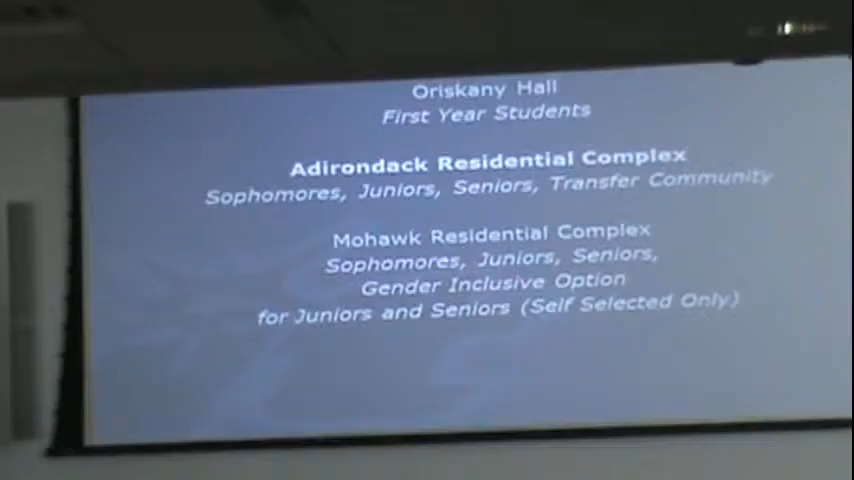 Oriskany Hall
First Year Students
Adirondack Residential Complex
Sophomores, Juniors, Seniors, Transfer Community
Mohawk Residential Complex
Sophomores, Juniors, Seniors,
Gender Inclusive Option
for Juniors and Seniors (Self Selected Only)